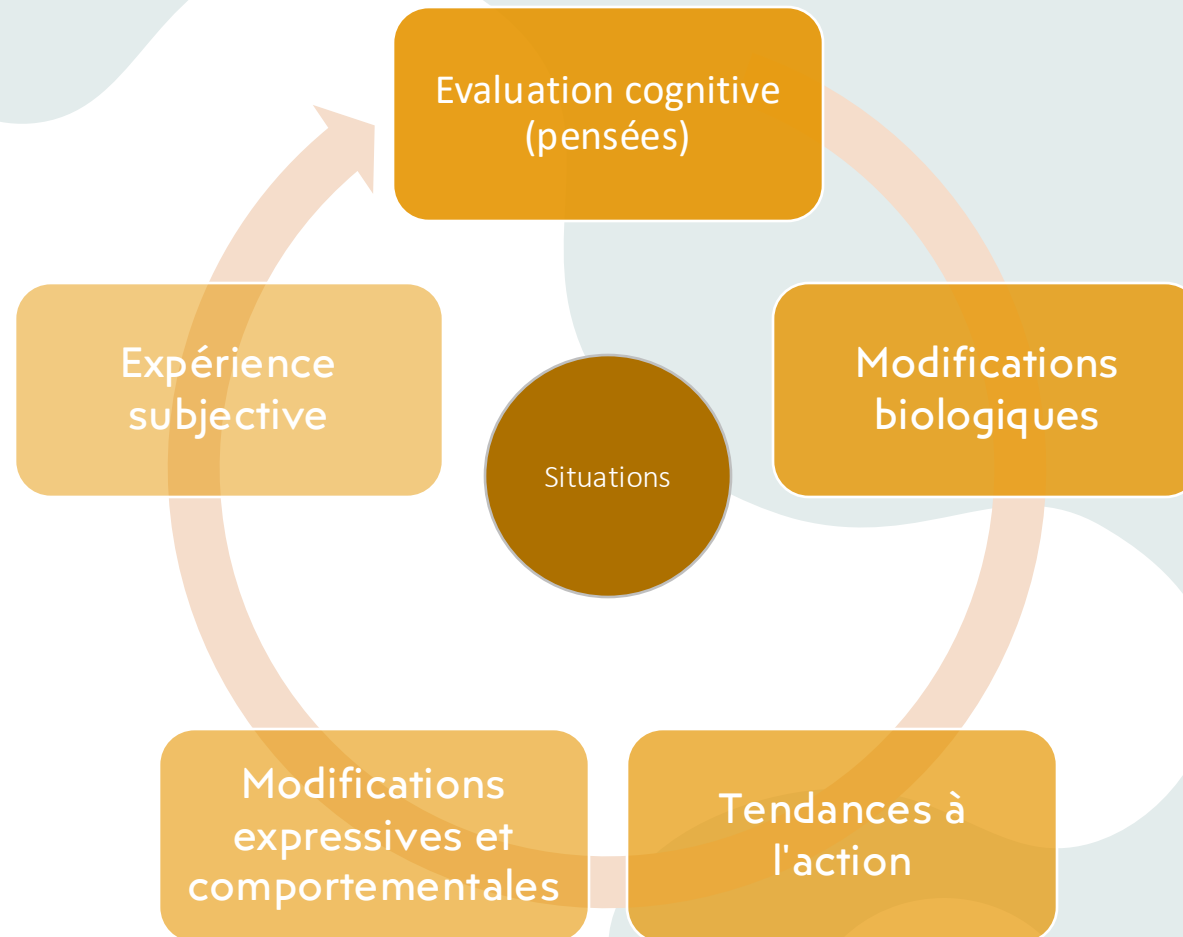 Evaluation cognitive
(pensées)
Modifications
biologiques
Tendances à
l'action
Modifications
expressives et
comportementales
Expérience
subjective
Situations